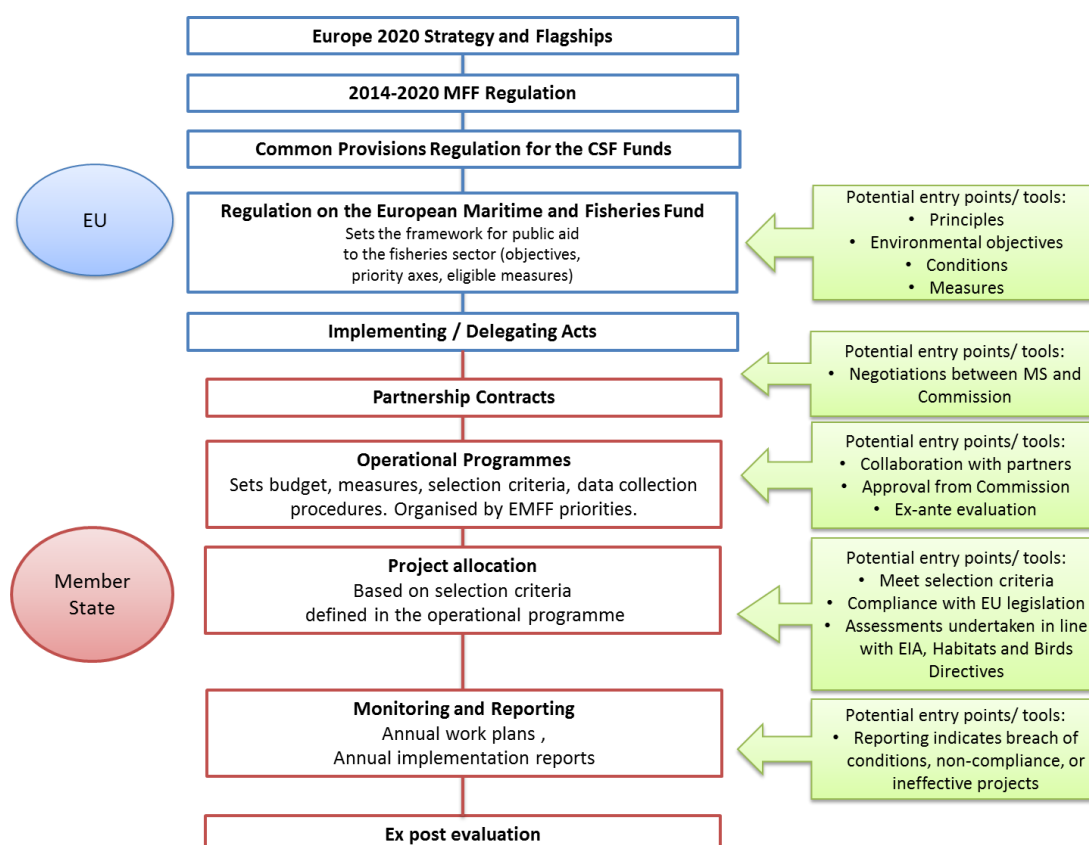 Europe 2020 Strategy and Flagships
2014-2020 MFF Regulation
Common Provisions Regulation for the CSF Funds
EU
Regulation on the European Maritime and Fisheries Fund
Sets the framework for public aid
to the fisheries sector (objectives,
priority axes, eligible measures)
Potential entry points/ tools:
• Principles
• Environmental objectives
• Conditions
• Measures
Implementing / Delegating Acts
Potential entry points/ tools:
• Negotiations between MS and
Commission
Partnership Contracts
Operational Programmes
Sets budget, measures, selection criteria, data collection
procedures. Organised by EMFF priorities.
Potential entry points/ tools:
• Collaboration with partners
• Approval from Commission
• Ex-ante evaluation
Member
State
Project allocation
Based on selection criteria
defined in the operational programme
Potential entry points/ tools:
• Meet selection criteria
• Compliance with EU legislation
• Assessments undertaken in line
with EIA, Habitats and Birds
Directives
Monitoring and Reporting
Annual work plans ,
Annual implementation reports
Potential entry points/ tools:
• Reporting indicates breach of
conditions, non-compliance, or
ineffective projects
Ex post evaluation